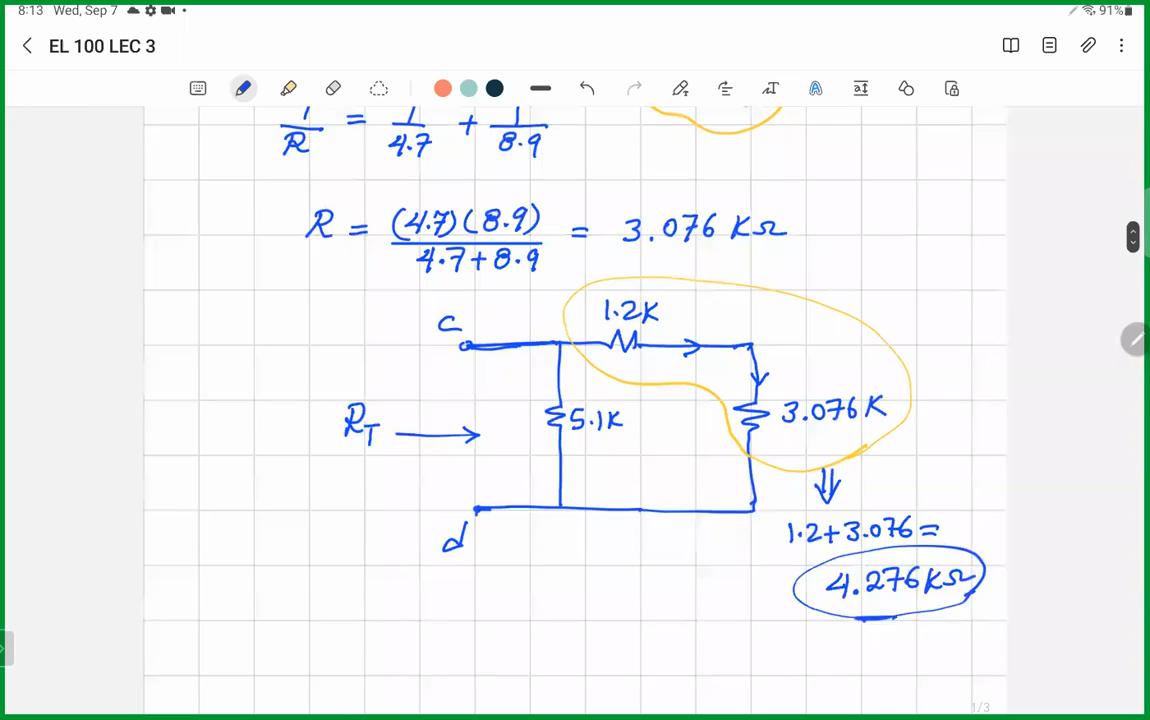 8:13 Wed, Sep 7
91%
EL 100 LEC 3
1/R = 1/4.7 + 1/8.9
R = (4.7)(8.9)/4.7+8.9 = 3.076 KΩ
1.2K
C
3.076 K
5.1K
R_T
1.2+3.076=
d
4.276KΩ
1/3